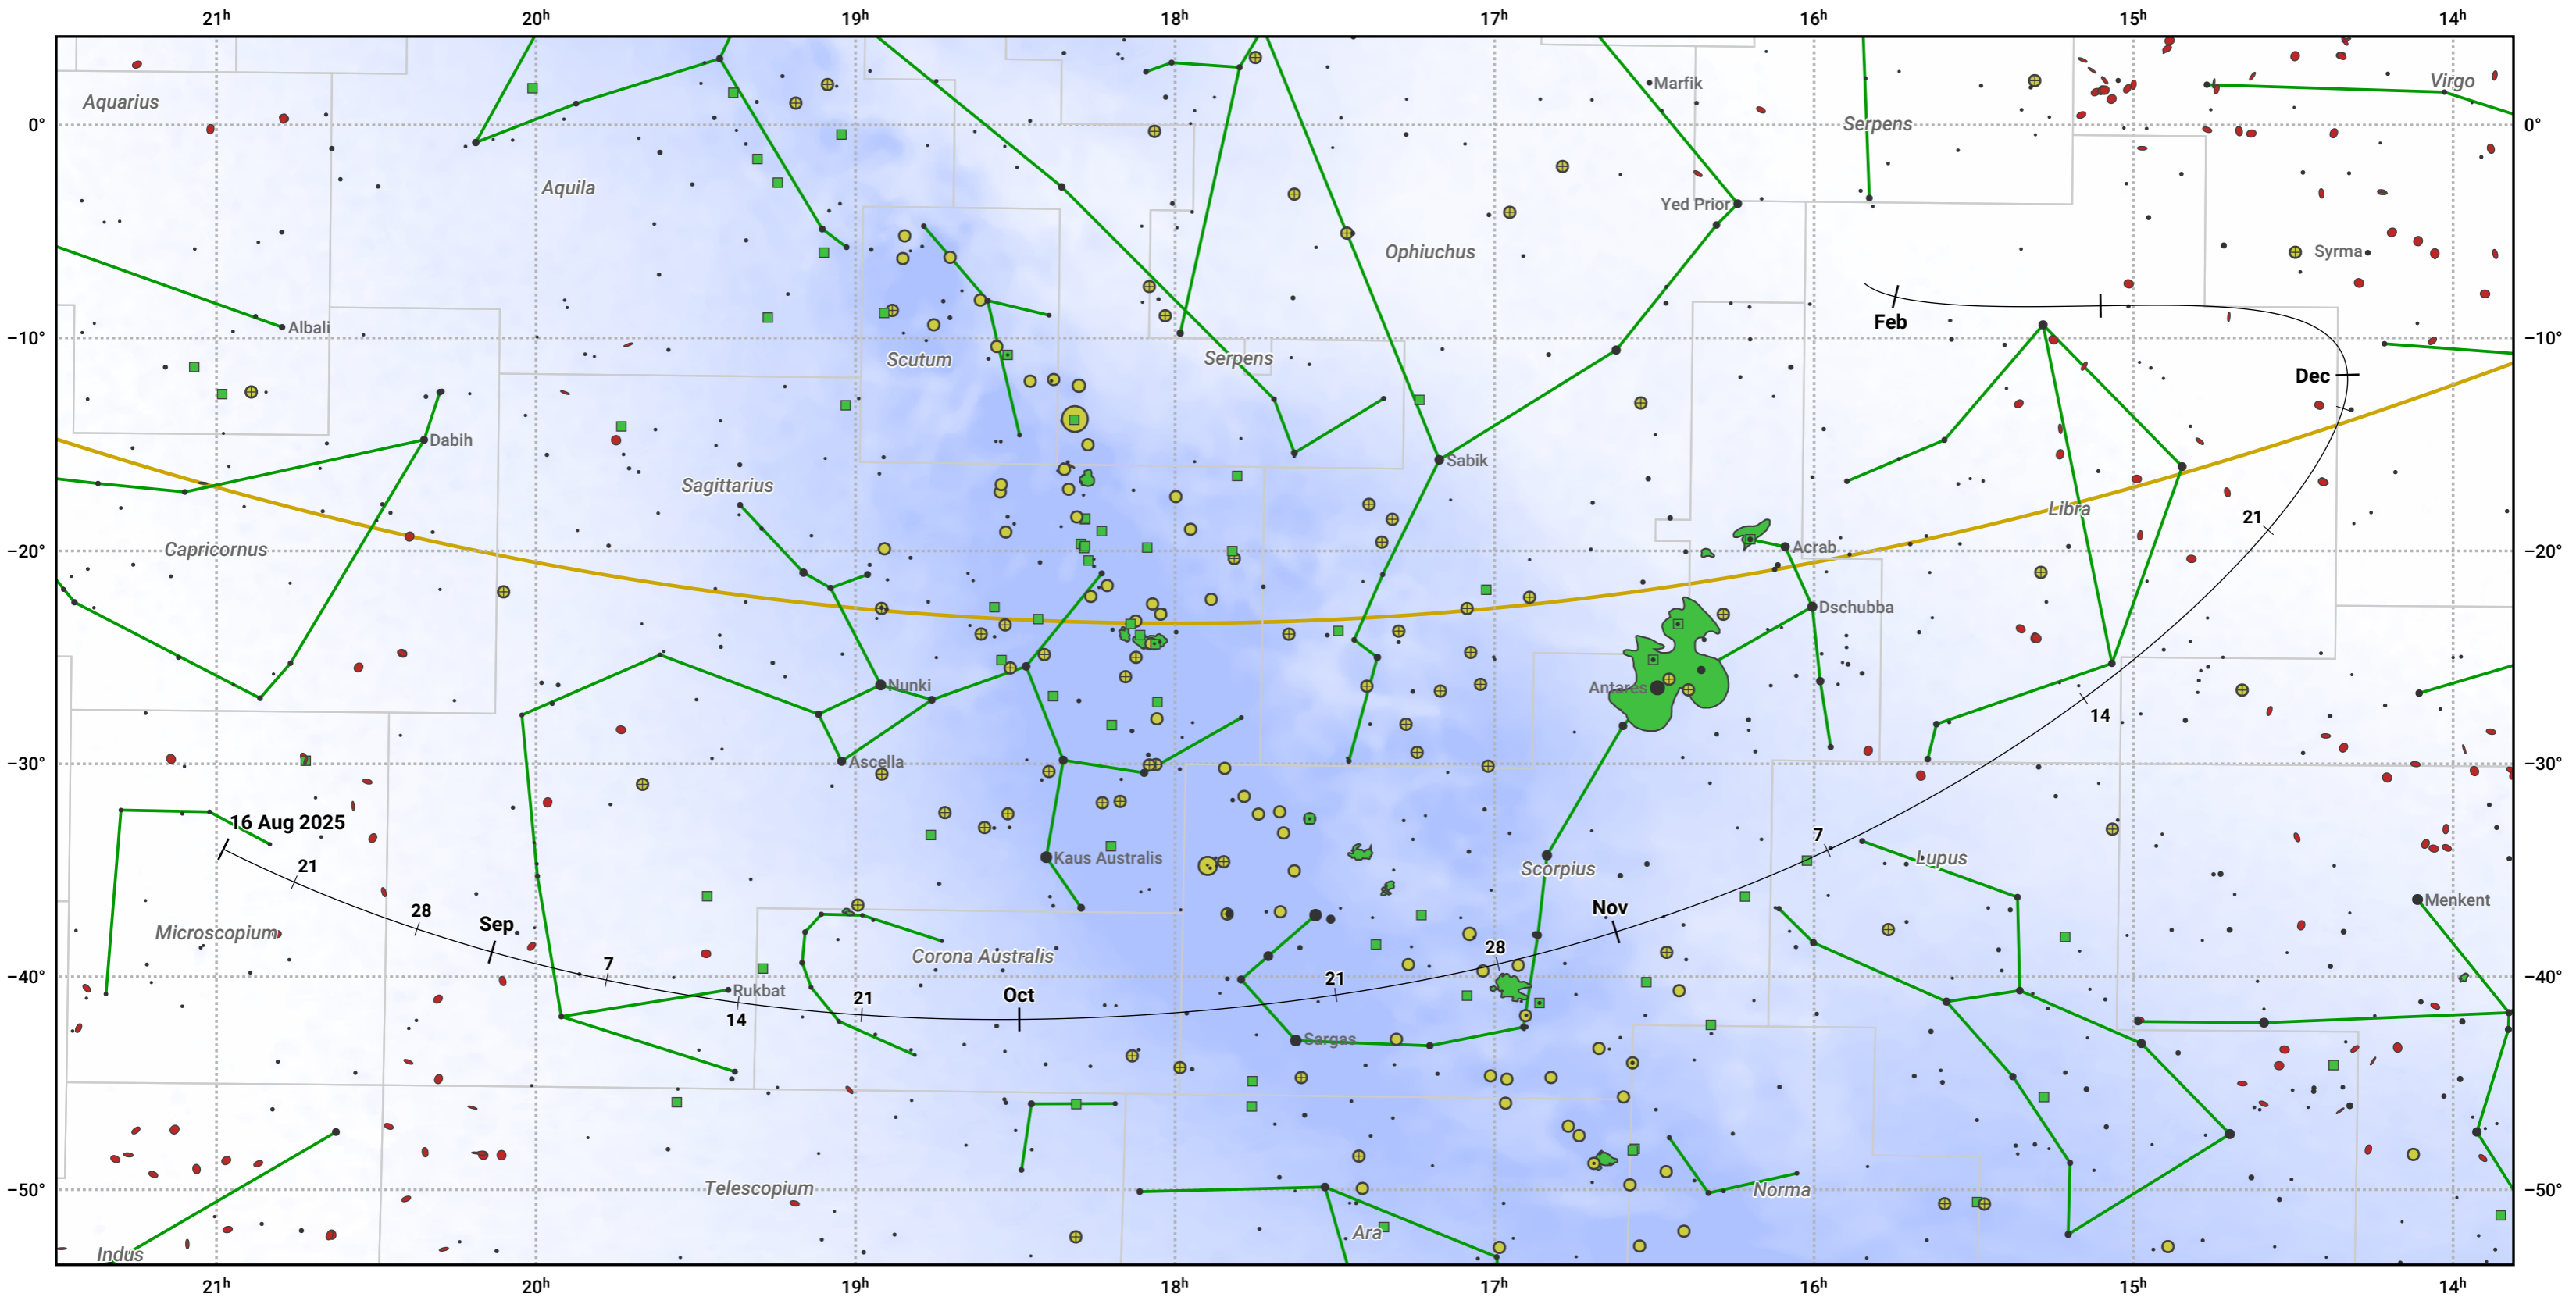 21h 20h 19h 18h 17h 16h 15h 14h
Marfik
Virgo
Aquarius
0° Serpens 0°
Aquila
Yed Prior
Ophiuchus Syrma
Albali
Feb
−10° −10°
Scutum Serpens
Dec
Dabih
Sabik
Sagittarius
Libra
21
Capricornus
−20° Acrab −20°
Dschubba
Nunki
Antares
14
Ascella
−30° −30°
16 Aug 2025
7
Kaus Australis Lupus
21 Scorpius
Menkent
28 Nov
Sep
Microscopium
28
Corona Australis
7
−40° 21 −40°
Rukbat
21 Oct
14
Sargas
−50° Telescopium Norma −50°
Ara
Indus
21h 20h 19h 18h 17h 16h 15h 14h